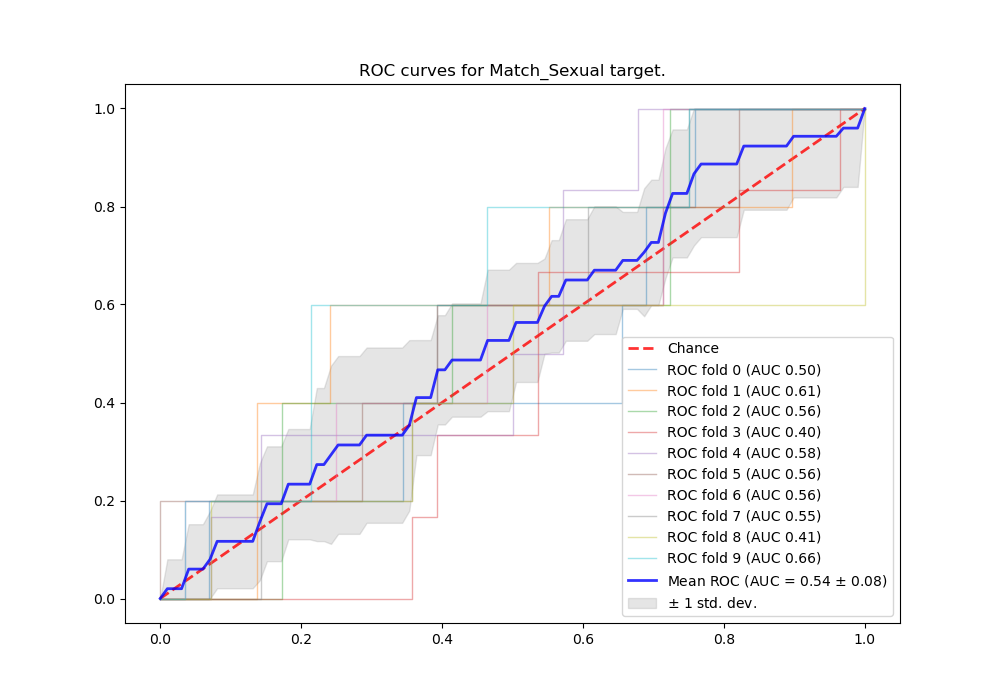 ROC curves for Match_Sexual target.
1.0
0.8
0.6
0.4
0.2
0.0
0.0 0.2 0.4 0.6 0.8 1.0
Chance
ROC fold 0 (AUC 0.50)
ROC fold 1 (AUC 0.61)
ROC fold 2 (AUC 0.56)
ROC fold 3 (AUC 0.40)
ROC fold 4 (AUC 0.58)
ROC fold 5 (AUC 0.56)
ROC fold 6 (AUC 0.56)
ROC fold 7 (AUC 0.55)
ROC fold 8 (AUC 0.41)
ROC fold 9 (AUC 0.66)
Mean ROC (AUC = 0.54 ± 0.08)
± 1 std. dev.